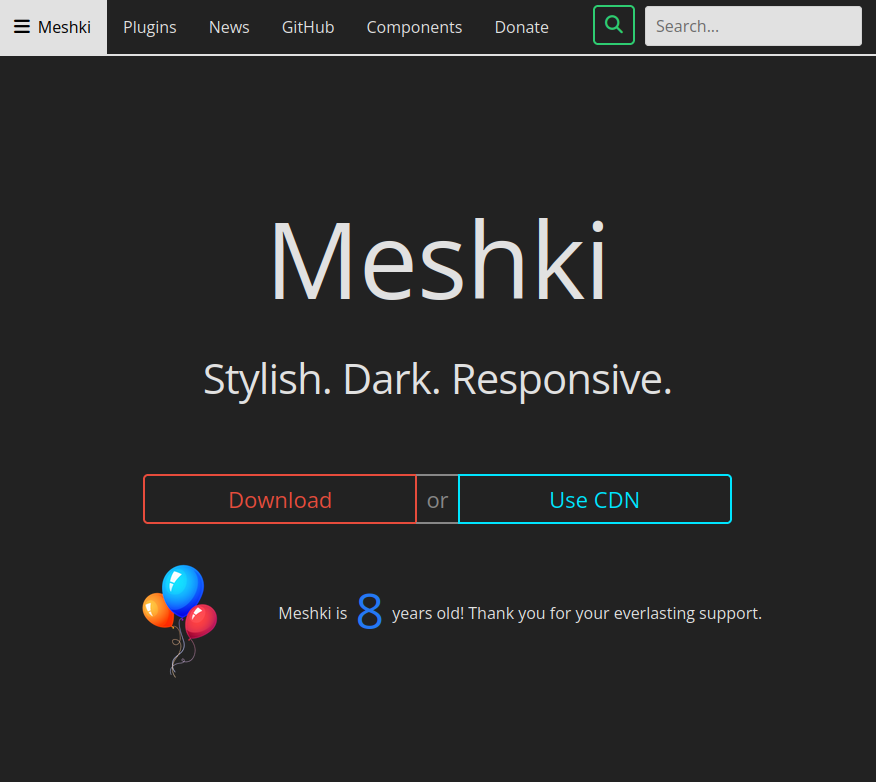 Meshki Plugins News GitHub Components Donate Search...
Meshki
Stylish. Dark. Responsive.
Download or Use CDN
Meshki is 8 years old! Thank you for your everlasting support.